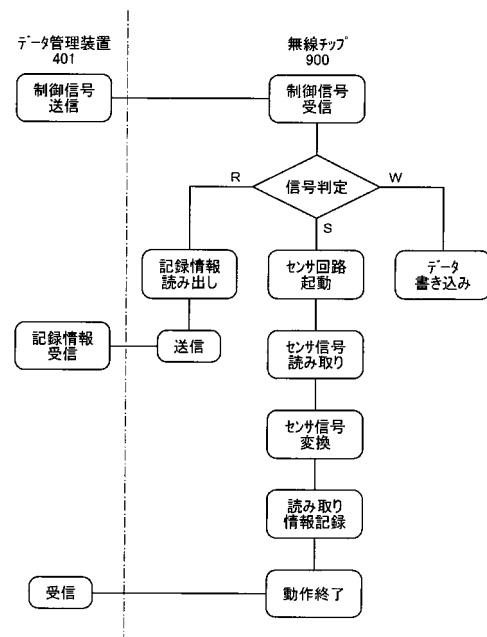 データ管理装置
401
無線チップ
900
制御信号
送信
制御信号
受信
信号判定
R
W
S
記録情報
読み出し
センサ回路
起動
データ
書き込み
記録情報
受信
送信
センサ信号
読み取り
センサ信号
変換
読み取り
情報記録
受信
動作終了